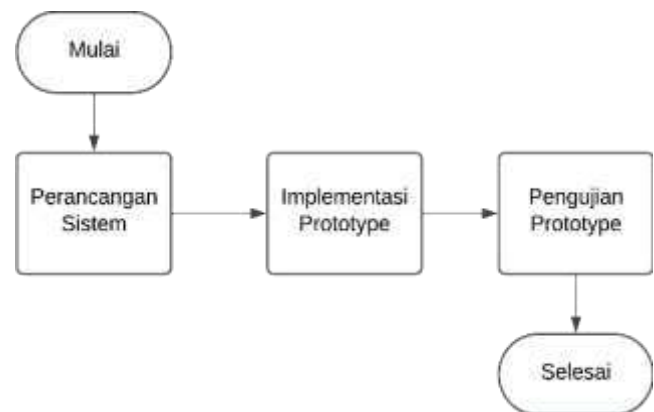 Mulai
Perancangan
Sistem
Implementasi
Prototype
Pengujian
Prototype
Selesai